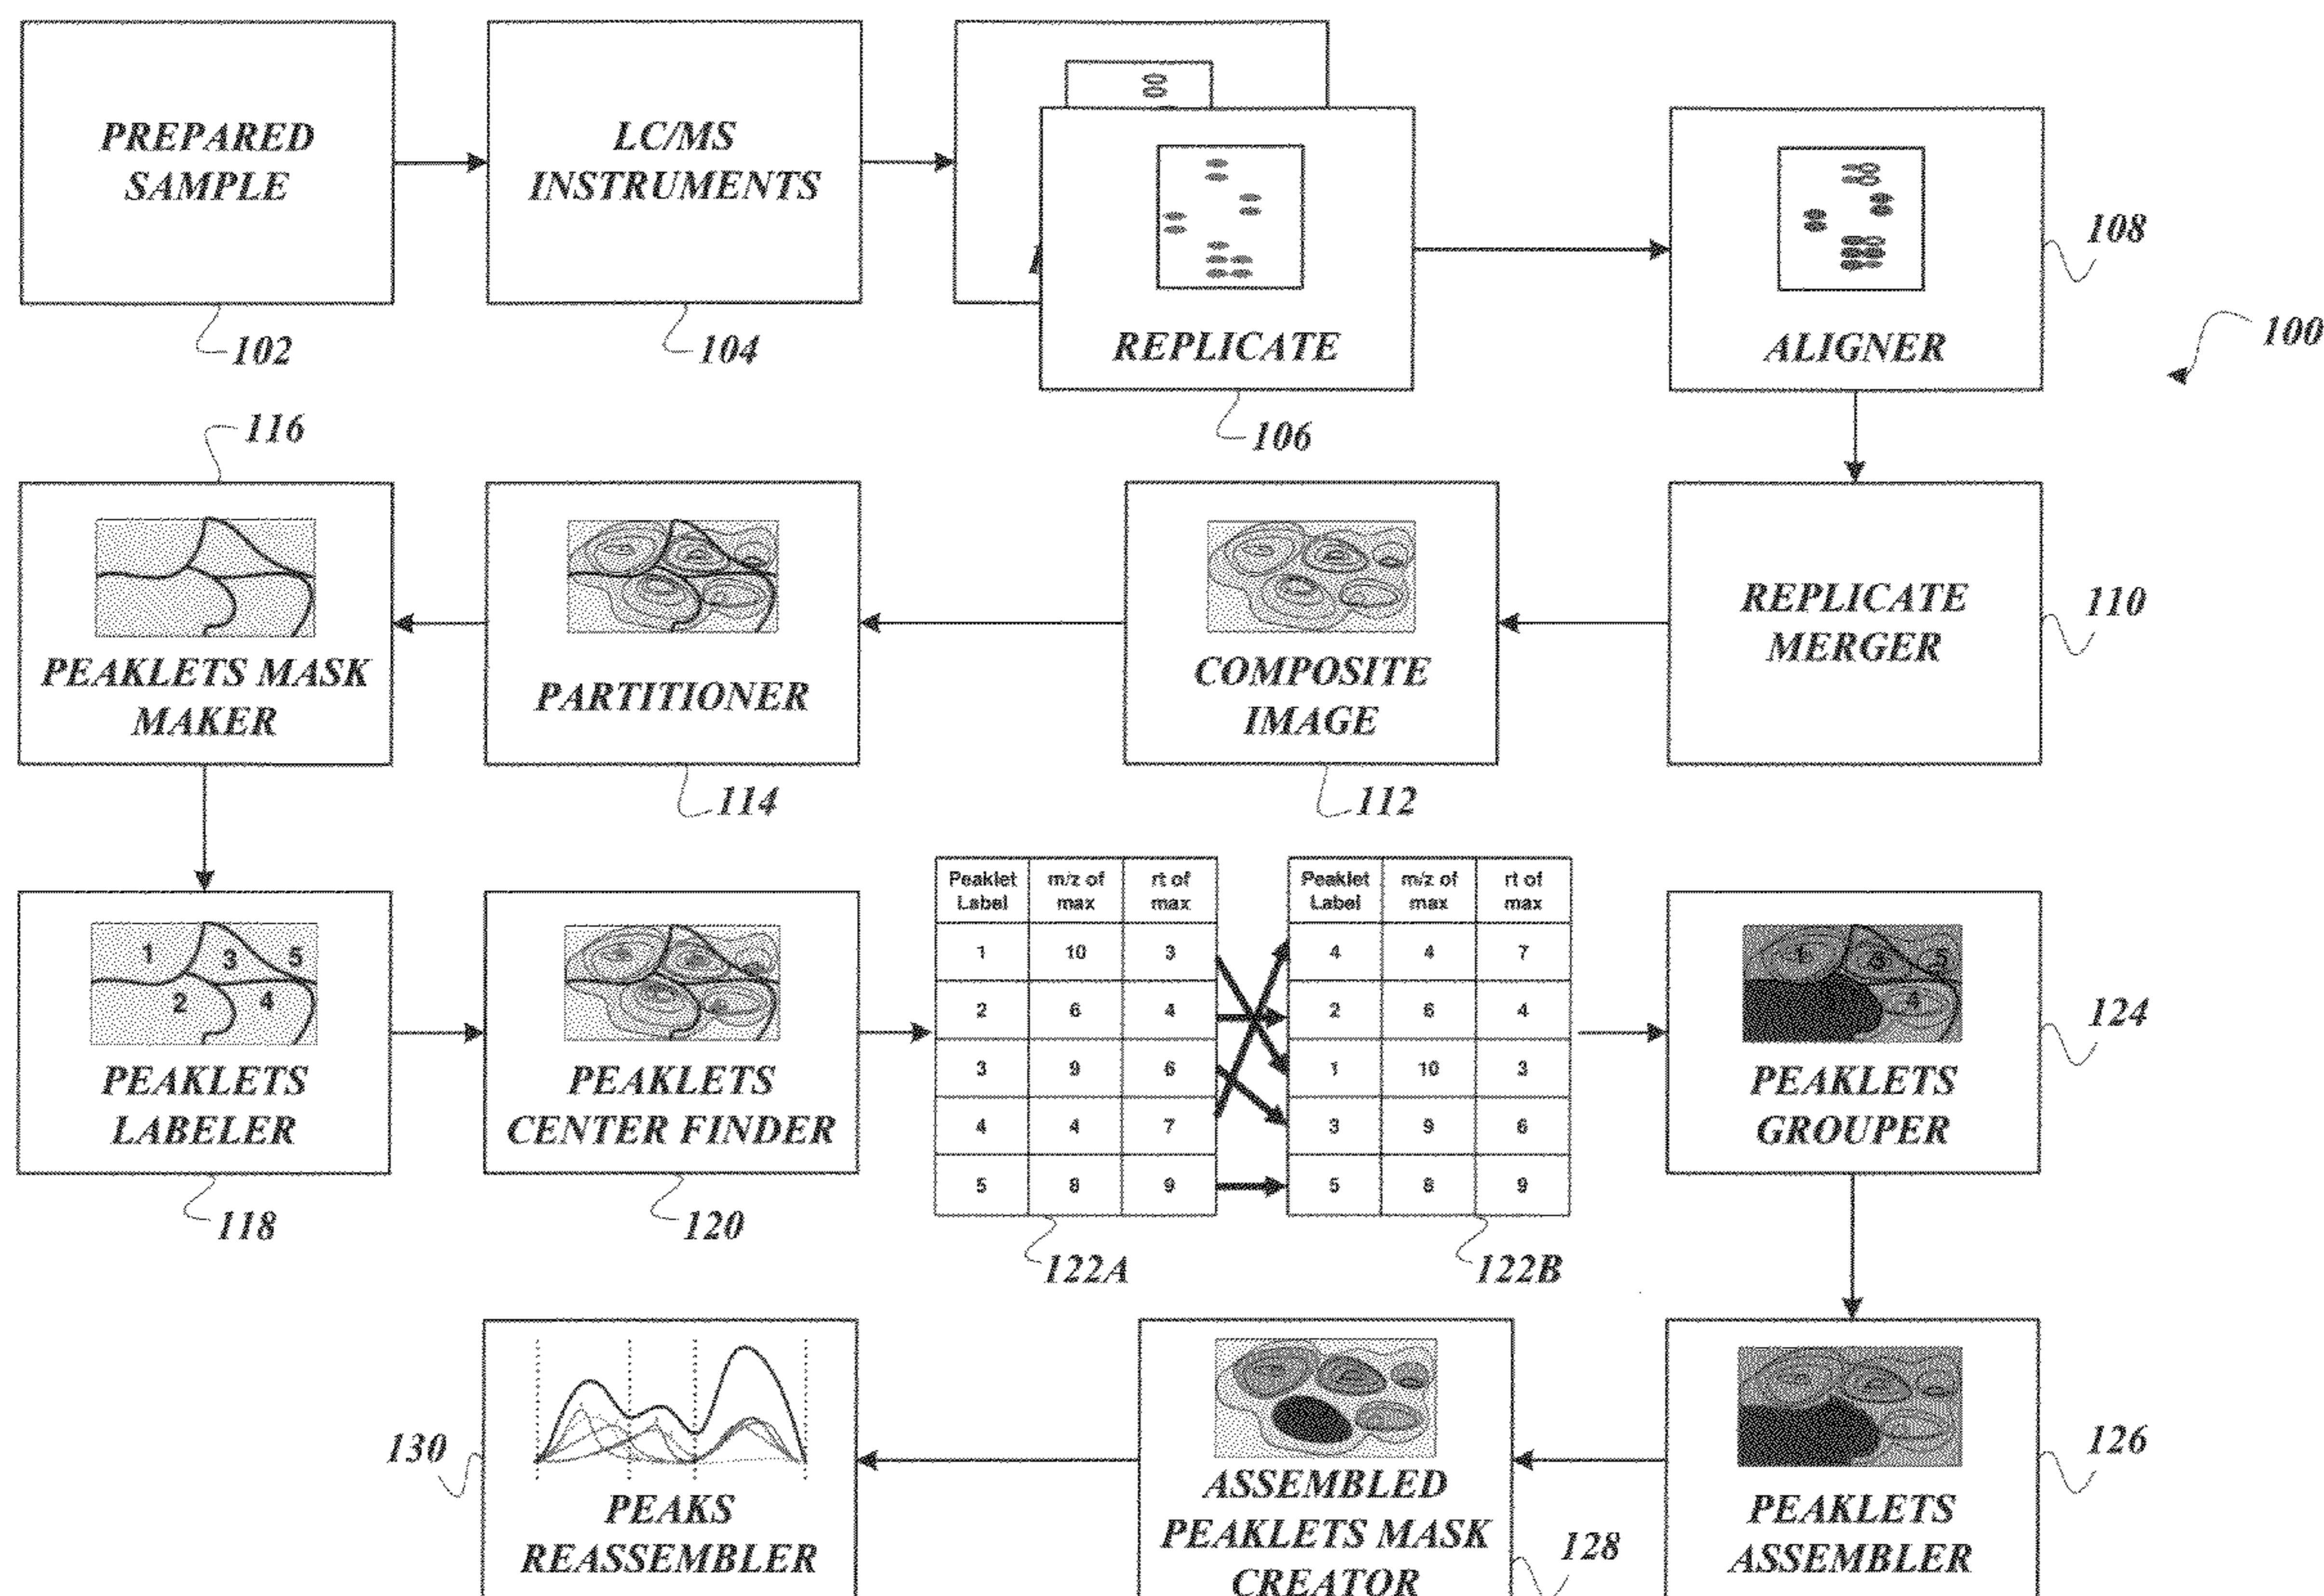 PREPARED
SAMPLE
102
LC/MS
INSTRUMENTS
104
REPLICATE
106
ALIGNER
108
100
116
PEAKLETS MASK
MAKER
PARTITIONER
114
COMPOSITE
IMAGE
112
REPLICATE
MERGER
110
1
2
3
4
5
PEAKLETS
LABELER
118
PEAKLETS
CENTER FINDER
120
Peaklet Label m/z of max rt of max
1 10 3
2 6 4
3 9 6
4 4 7
5 8 9
122A
Peaklet Label m/z of max rt of max
4 4 7
2 6 4
1 10 3
3 9 6
5 8 9
122B
1
3
5
4
PEAKLETS
GROUPER
124
130
PEAKS
REASSEMBLER
ASSEMBLED
PEAKLETS MASK
CREATOR
128
PEAKLETS
ASSEMBLER
126